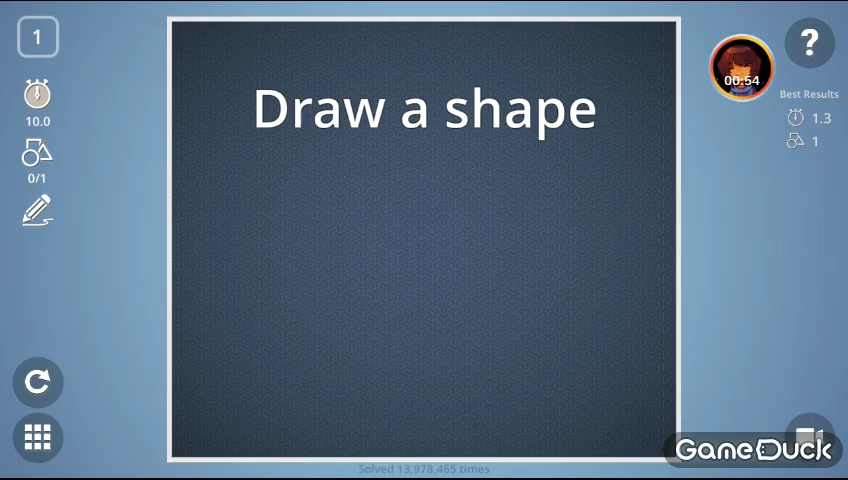 1
10.0
0/1
Draw a shape
00:54
?
Best Results
1.3
1
GameDuck
Solved 13,978,465 times